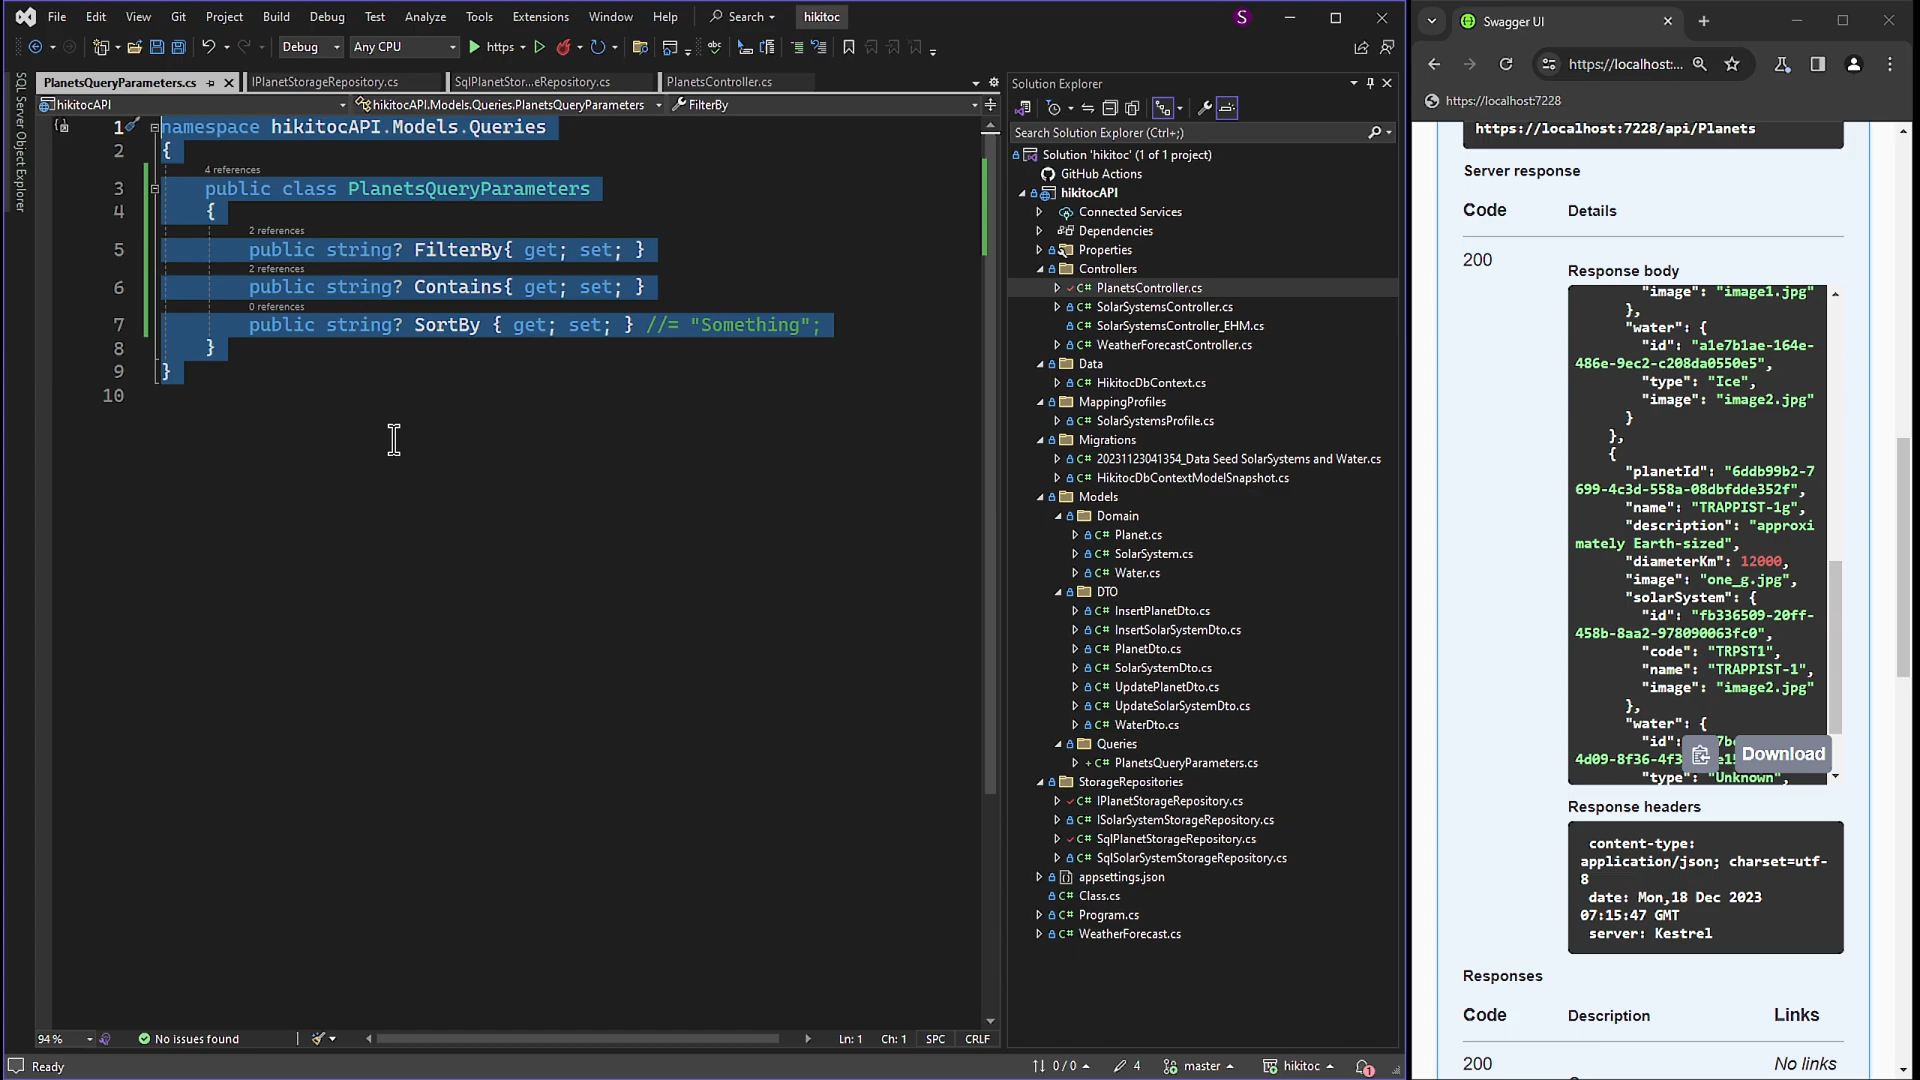 File Edit View Git Project Build Debug Test Analyze Tools Extensions Window Help Search hikitoc S
Debug Any CPU https
SQL Server Object Explorer
PlanetsQueryParameters.cs IPlanetStorageRepository.cs SqlPlanetStor...eRepository.cs PlanetsController.cs
hikitocAPI hikitocAPI.Models.Queries.PlanetsQueryParameters FilterBy
1 namespace hikitocAPI.Models.Queries
2 {
4 references
3 public class PlanetsQueryParameters
4 {
2 references
5 public string? FilterBy{ get; set; }
2 references
6 public string? Contains{ get; set; }
0 references
7 public string? SortBy { get; set; } //= "Something";
8 }
9 }
10
94 % No issues found Ln: 1 Ch: 1 SPC CRLF
Ready 0 / 0 4 master hikitoc 1
Solution Explorer
Search Solution Explorer (Ctrl+;)
Solution 'hikitoc' (1 of 1 project)
GitHub Actions
hikitocAPI
Connected Services
Dependencies
Properties
Controllers
C# PlanetsController.cs
C# SolarSystemsController.cs
C# SolarSystemsController_EHM.cs
C# WeatherForecastController.cs
Data
C# HikitocDbContext.cs
MappingProfiles
C# SolarSystemsProfile.cs
Migrations
C# 20231123041354_Data Seed SolarSystems and Water.cs
C# HikitocDbContextModelSnapshot.cs
Models
Domain
C# Planet.cs
C# SolarSystem.cs
C# Water.cs
DTO
C# InsertPlanetDto.cs
C# InsertSolarSystemDto.cs
C# PlanetDto.cs
C# SolarSystemDto.cs
C# UpdatePlanetDto.cs
C# UpdateSolarSystemDto.cs
C# WaterDto.cs
Queries
+ C# PlanetsQueryParameters.cs
StorageRepositories
C# IPlanetStorageRepository.cs
C# ISolarSystemStorageRepository.cs
C# SqlPlanetStorageRepository.cs
C# SqlSolarSystemStorageRepository.cs
appsettings.json
C# Class.cs
C# Program.cs
C# WeatherForecast.cs
Swagger UI
https://localhost:...
https://localhost:7228
https://localhost:7228/api/Planets
Server response
Code Details
200
Response body
"image": "image1.jpg"
},
"water": {
"id": "a1e7b1ae-164e-
486e-9ec2-c208da0550e5",
"type": "Ice",
"image": "image2.jpg"
}
},
{
"planetId": "6ddb99b2-7
699-4c3d-558a-08dbfdde352f",
"name": "TRAPPIST-1g",
"description": "approxi
mately Earth-sized",
"diameterKm": 12000,
"image": "one_g.jpg",
"solarSystem": {
"id": "fb336509-20ff-
458b-8aa2-978090063fc0",
"code": "TRPST1",
"name": "TRAPPIST-1",
"image": "image2.jpg"
},
"water": {
"id":
4d09-8f36-4f3
"type": "Unknown",
Download
Response headers
content-type:
application/json; charset=utf-
8
date: Mon,18 Dec 2023
07:15:47 GMT
server: Kestrel
Responses
Code Description Links
200 No links